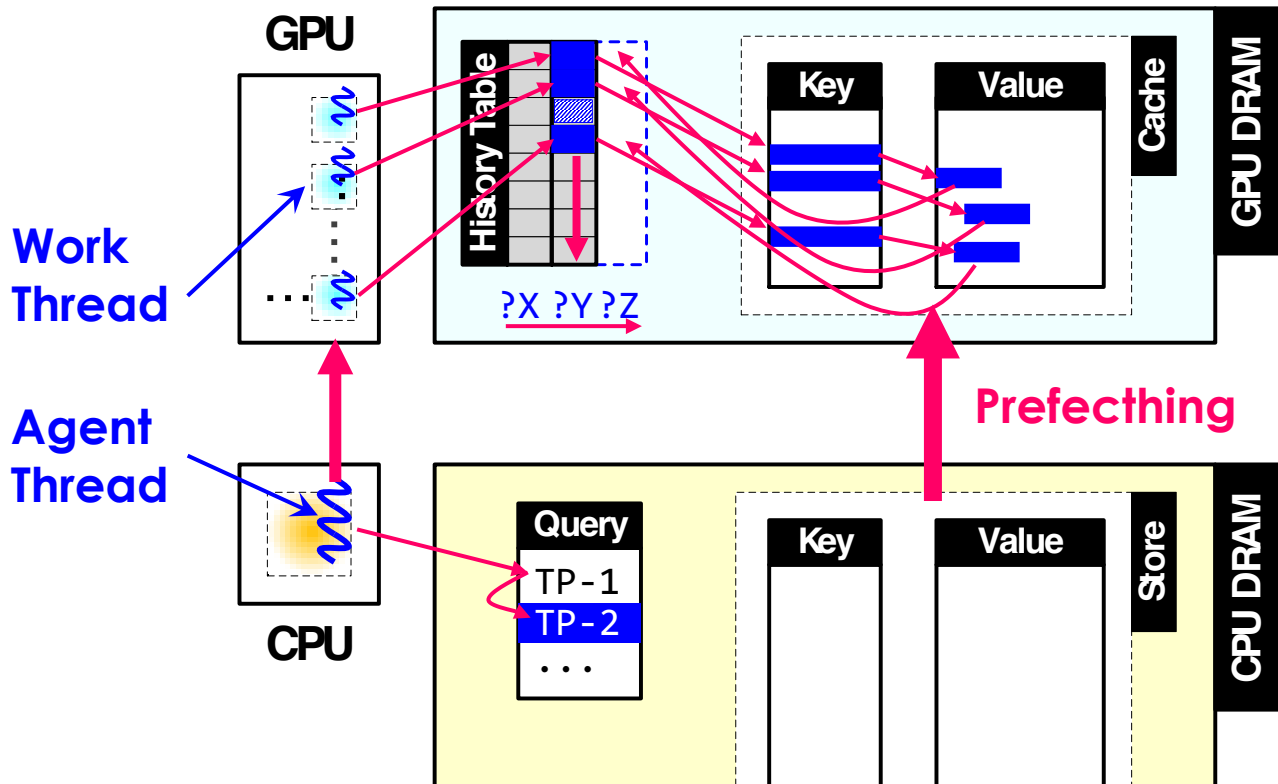 GPU
History Table
?X ?Y ?Z
Key
Value
Cache
GPU DRAM
Work
Thread
Agent
Thread
Prefecthing
CPU
Query
TP-1
TP-2
...
Key
Value
Store
CPU DRAM